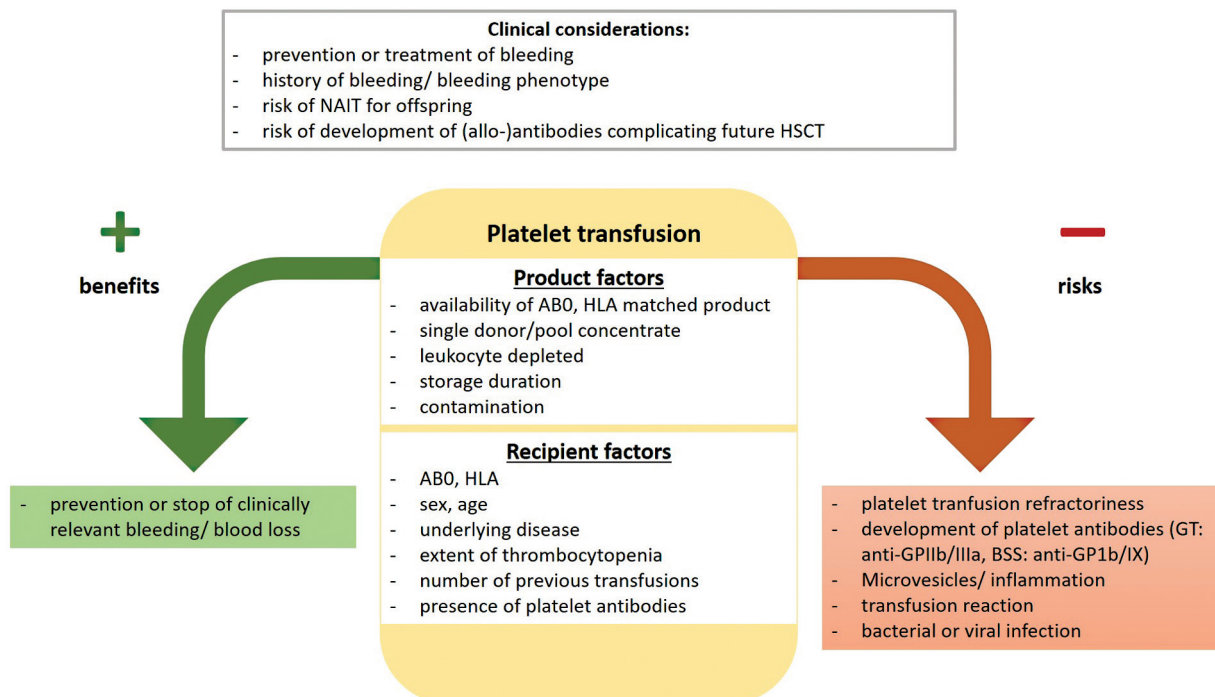 Clinical considerations:
- prevention or treatment of bleeding
- history of bleeding/ bleeding phenotype
- risk of NAIT for offspring
- risk of development of (allo-)antibodies complicating future HSCT
+
benefits
Platelet transfusion
Product factors
- availability of AB0, HLA matched product
- single donor/pool concentrate
- leukocyte depleted
- storage duration
- contamination
Recipient factors
- AB0, HLA
- sex, age
- underlying disease
- extent of thrombocytopenia
- number of previous transfusions
- presence of platelet antibodies
—
risks
- prevention or stop of clinically
relevant bleeding/ blood loss
- platelet tranfusion refractoriness
- development of platelet antibodies (GT:
anti-GPIIb/IIIa, BSS: anti-GP1b/IX)
- Microvesicles/ inflammation
- transfusion reaction
- bacterial or viral infection